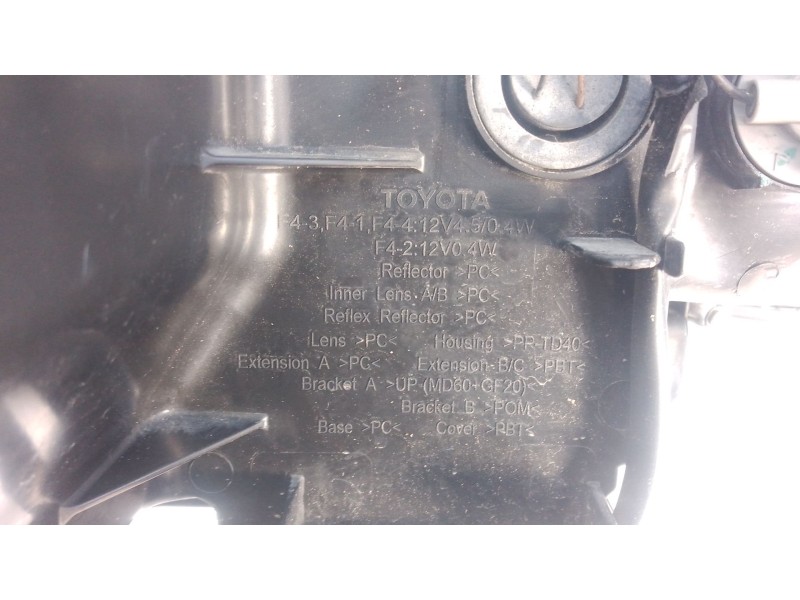 TOYOTA
F4-3,F4-1,F4-4:12V4.5/0.4W
F4-2:12V0.4W
Reflector >PC<
Inner Lens A/B >PC<
Reflex Reflector >PC<
Lens >PC< Housing >PP-TD40<
Extension A >PC< Extension B/C >PBT<
Bracket A >UP-(MD60+GF20)<
Bracket B >POM<
Base >PC< Cover >PBT<